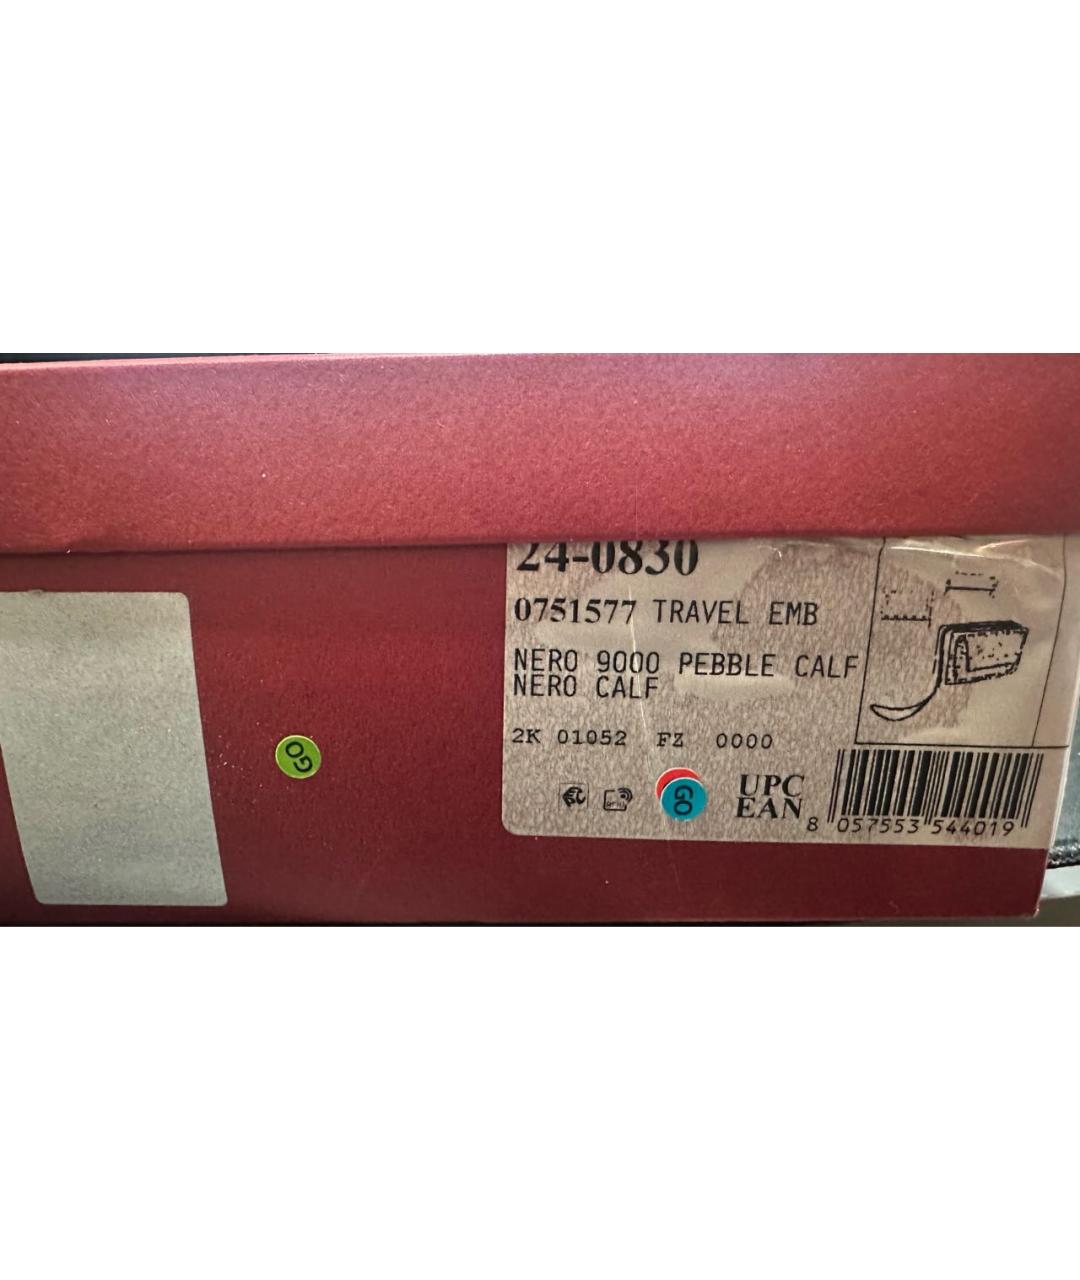 24-0830
0751577 TRAVEL EMB
NERO 9000 PEBBLE CALF
NERO CALF
2K 01052 FZ 0000
GO
GO
UPC
EAN
8 057553 544019